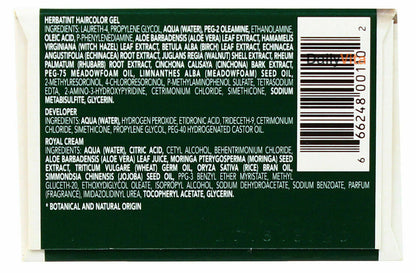 HERBATINT HAIRCOLOR GEL
INGREDIENTS: LAURETH-4, PROPYLENE GLYCOL, AQUA (WATER), PEG-2 OLEAMINE, ETHANOLAMINE,
OLEIC ACID, P-PHENYLENEDIAMINE, ALOE BARBADENSIS (ALOE VERA) LEAF EXTRACT, HAMAMELIS
VIRGINIANA (WITCH HAZEL) LEAF EXTRACT, BETULA ALBA (BIRCH) LEAF EXTRACT, ECHINACEA
ANGUSTIFOLIA (ECHINACEA) ROOT EXTRACT, JUGLANS REGIA (WALNUT) SHELL EXTRACT, RHEUM
PALMATUM (RHUBARB) ROOT EXTRACT, CINCHONA CALISAYA (CINCHONA) BARK EXTRACT,
PEG-75 MEADOWFOAM OIL, LIMNANTHES ALBA (MEADOWFOAM) SEED OIL,
2-METHYLRESORCINOL, 4-CHLORORESORCINOL, P-METHYLAMINOPHENOL SULFATE, TETRASODIUM
EDTA, 2-AMINO-3-HYDROXYPYRIDINE, CETRIMONIUM CHLORIDE, SIMETHICONE, SODIUM
METABISULFITE, GLYCERIN.
DEVELOPER
INGREDIENTS: AQUA (WATER), HYDROGEN PEROXIDE, ETIDRONIC ACID, TRIDECETH-9, CETRIMONIUM
CHLORIDE, SIMETHICONE, PROPYLENE GLYCOL, PEG-40 HYDROGENATED CASTOR OIL.
ROYAL CREAM
INGREDIENTS: AQUA (WATER), CITRIC ACID, CETYL ALCOHOL, BEHENTRIMONIUM CHLORIDE,
ALOE BARBADENSIS (ALOE VERA) LEAF JUICE, MORINGA PTERYGOSPERMA (MORINGA) SEED
EXTRACT, TRITICUM VULGARE (WHEAT) GERM OIL, ORYZA SATIVA (RICE) BRAN OIL,
SIMMONDSIA CHINENSIS (JOJOBA) SEED OIL, PPG-3 BENZYL ETHER MYRISTATE, METHYL
GLUCETH-20, ETHOXYDIGLYCOL OLEATE, ISOPROPYL ALCOHOL, SODIUM DEHYDROACETATE, SODIUM BENZOATE, PARFUM
(FRAGRANCE), IMIDAZOLIDINYL UREA, TOCOPHERYL ACETATE, GLYCERIN.
* BOTANICAL AND NATURAL ORIGIN
6 66248 00110 2
DailyVita